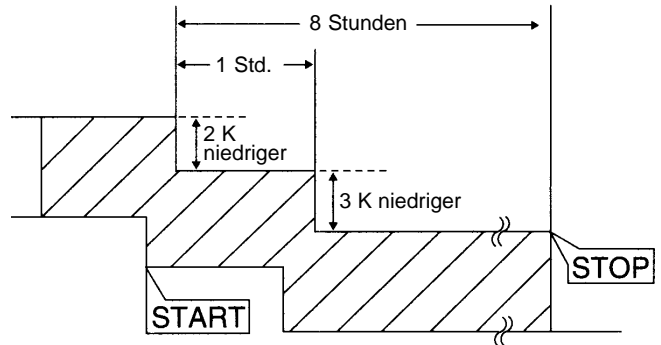 8 Stunden
1 Std.
2 K
niedriger
3 K niedriger
STOP
START